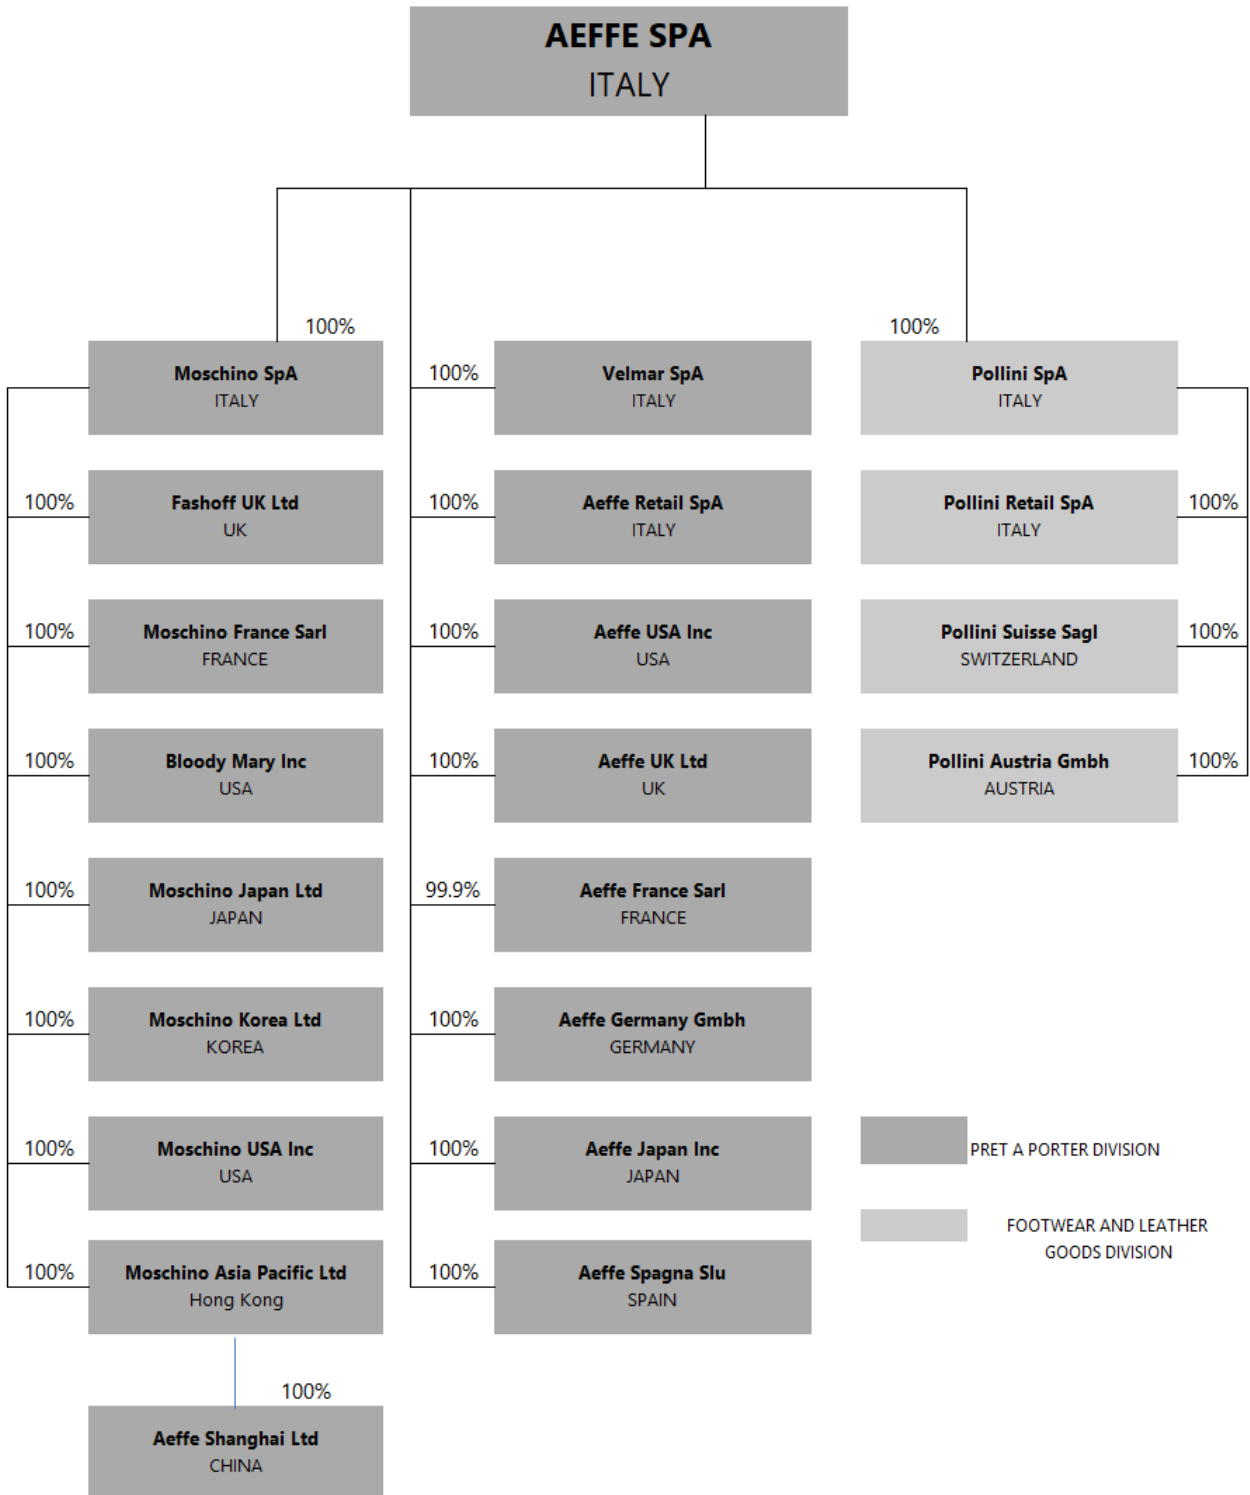 AEFFE SPA
ITALY
100%
Moschino SpA
ITALY
100%
Fashoff UK Ltd
UK
100%
Moschino France Sarl
FRANCE
100%
Bloody Mary Inc
USA
100%
Moschino Japan Ltd
JAPAN
100%
Moschino Korea Ltd
KOREA
100%
Moschino USA Inc
USA
100%
Moschino Asia Pacific Ltd
Hong Kong
100%
Aeffe Shanghai Ltd
CHINA
100%
Velmar SpA
ITALY
100%
Aeffe Retail SpA
ITALY
100%
Aeffe USA Inc
USA
100%
Aeffe UK Ltd
UK
99.9%
Aeffe France Sarl
FRANCE
100%
Aeffe Germany Gmbh
GERMANY
100%
Aeffe Japan Inc
JAPAN
100%
Aeffe Spagna Slu
SPAIN
100%
Pollini SpA
ITALY
Pollini Retail SpA
ITALY
100%
Pollini Suisse Sagl
SWITZERLAND
100%
Pollini Austria Gmbh
AUSTRIA
100%
PRET A PORTER DIVISION
FOOTWEAR AND LEATHER
GOODS DIVISION